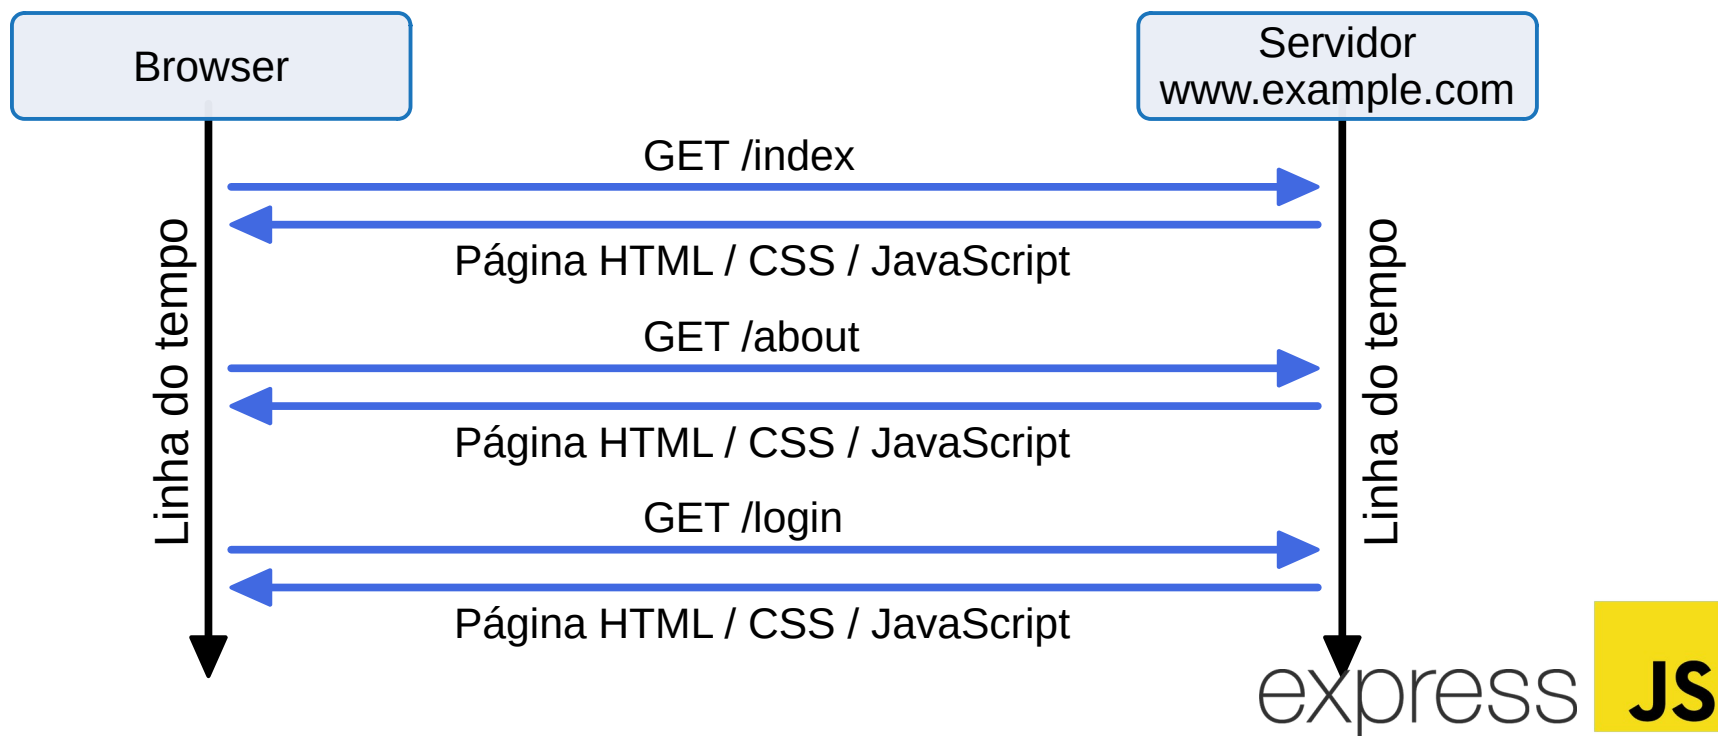 Browser
Servidor
www.example.com
GET /index
Página HTML / CSS / JavaScript
GET /about
Página HTML / CSS / JavaScript
GET /login
Página HTML / CSS / JavaScript
Linha do tempo
Linha do tempo
express
JS